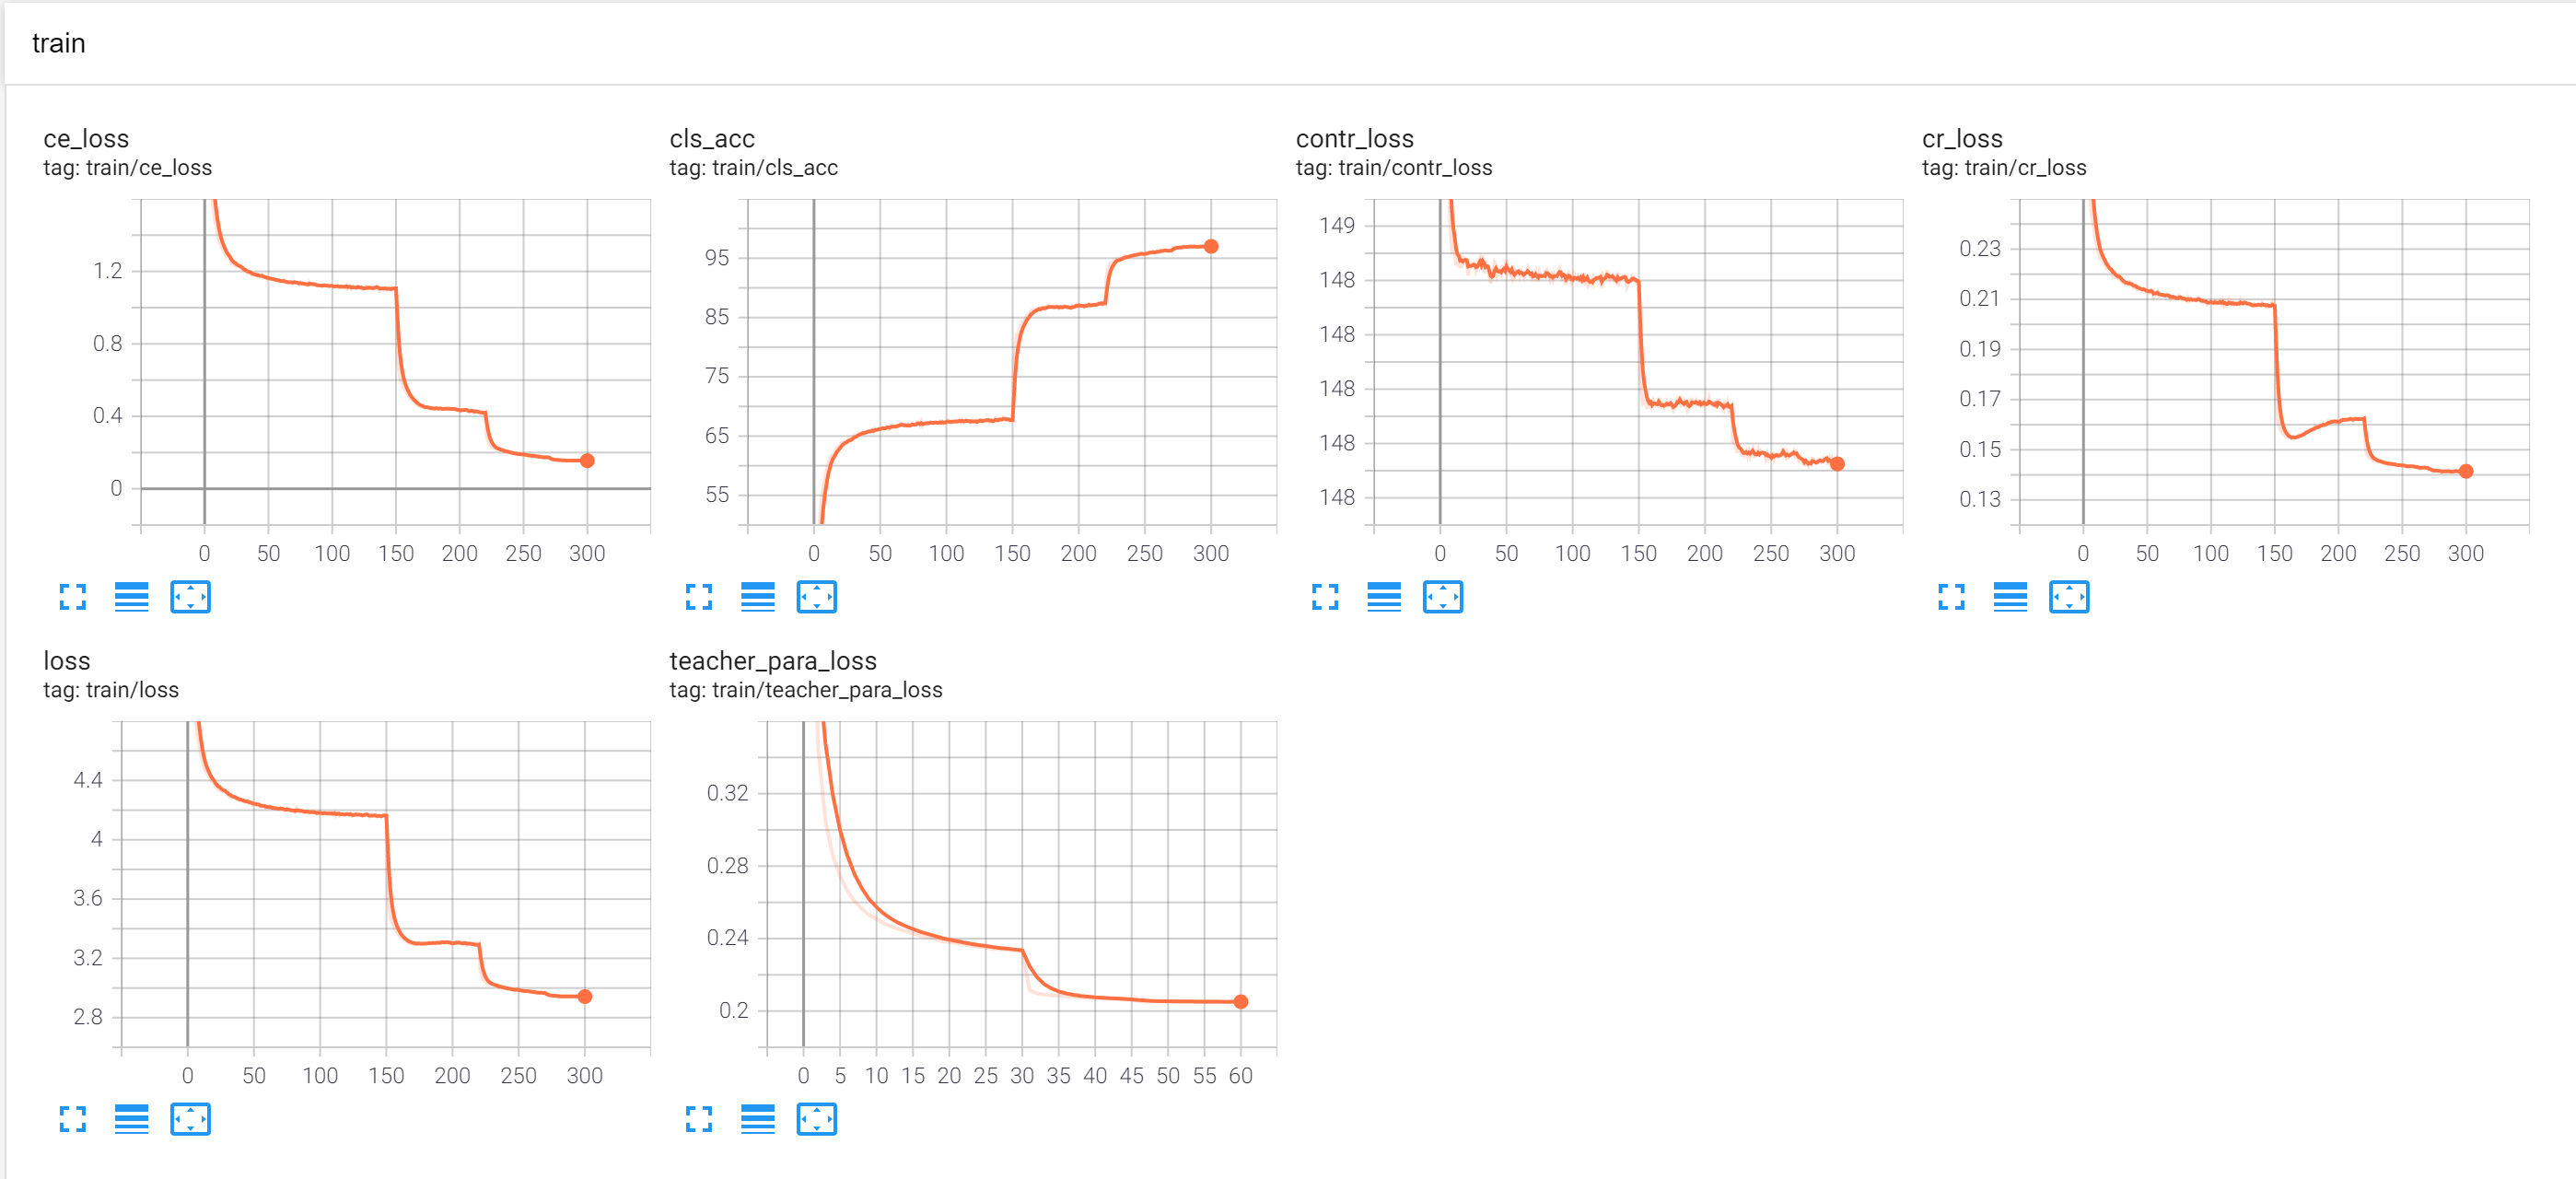 train
ce_loss
tag: train/ce_loss
1.2
0.8
0.4
0
0 50 100 150 200 250 300
cls_acc
tag: train/cls_acc
95
85
75
65
55
0 50 100 150 200 250 300
contr_loss
tag: train/contr_loss
149
148
148
148
148
148
0 50 100 150 200 250 300
cr_loss
tag: train/cr_loss
0.23
0.21
0.19
0.17
0.15
0.13
0 50 100 150 200 250 300
loss
tag: train/loss
4.4
4
3.6
3.2
2.8
0 50 100 150 200 250 300
teacher_para_loss
tag: train/teacher_para_loss
0.32
0.28
0.24
0.2
0 5 10 15 20 25 30 35 40 45 50 55 60